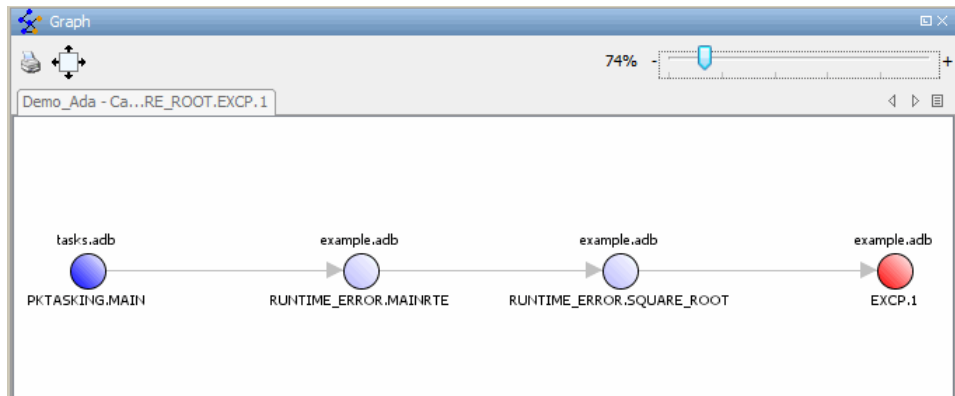 Graph
74% - +
Demo_Ada - Ca...RE_ROOT.EXCP.1
tasks.adb example.adb example.adb example.adb
PKTASKING.MAIN RUNTIME_ERROR.MAINRTE RUNTIME_ERROR.SQUARE_ROOT EXCP.1